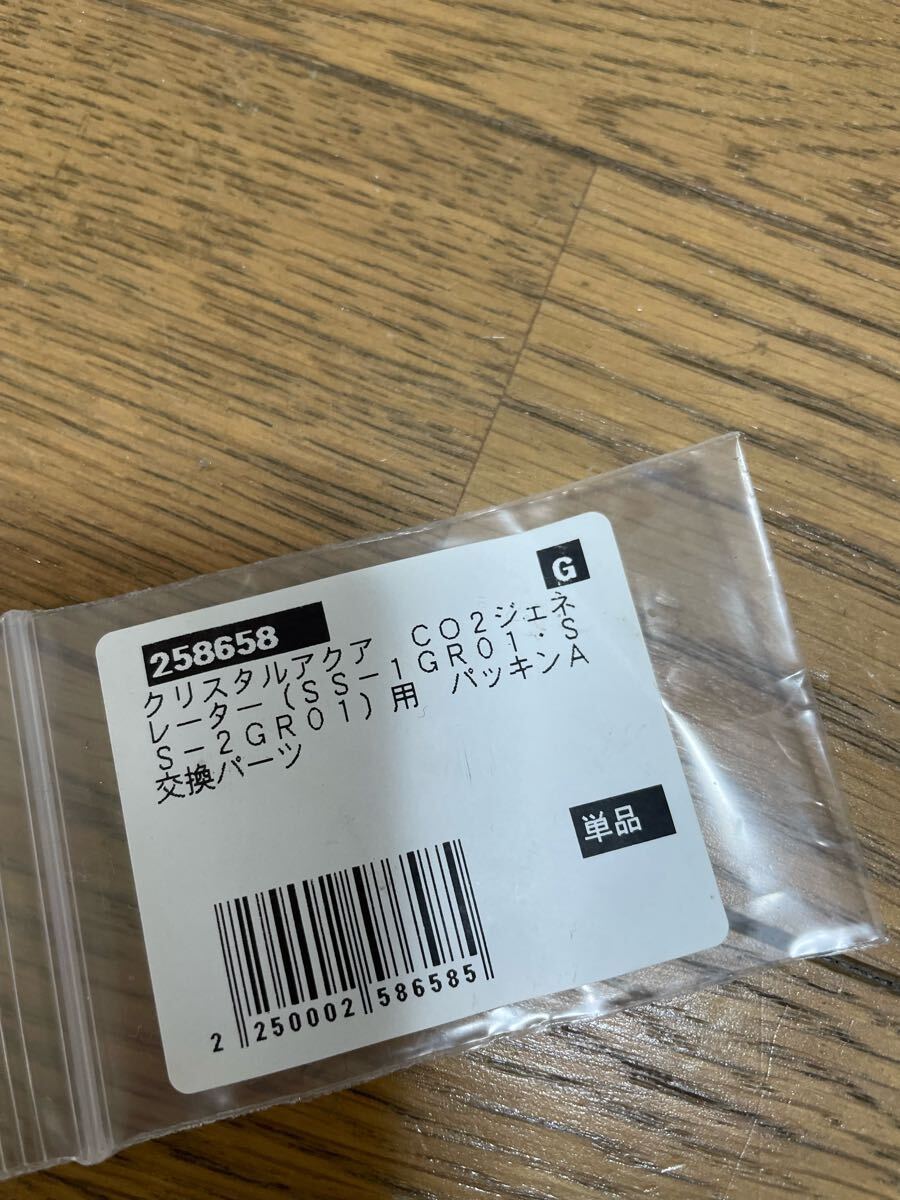 G
258658
クリスタルアクア　CO2ジェネ
レーター(SS-1GR01・S
S-2GR01)用　パッキンA
交換パーツ
単品
2 250002 586585